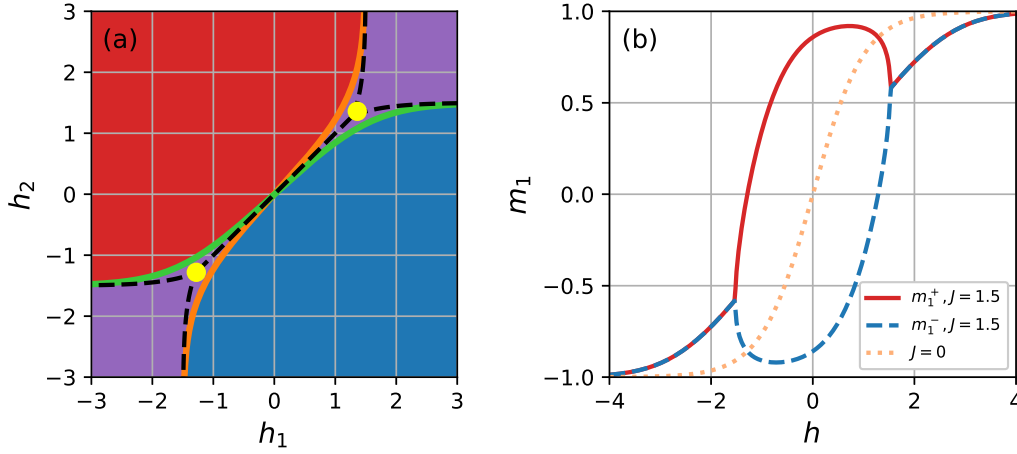 (a)
h₂
3
2
1
0
−1
−2
−3
−3 −2 −1 0 1 2 3
h₁
(b)
m₁
1.0
0.5
0.0
−0.5
−1.0
−4 −2 0 2 4
h
m₁⁺, J = 1.5
m₁⁻, J = 1.5
J = 0